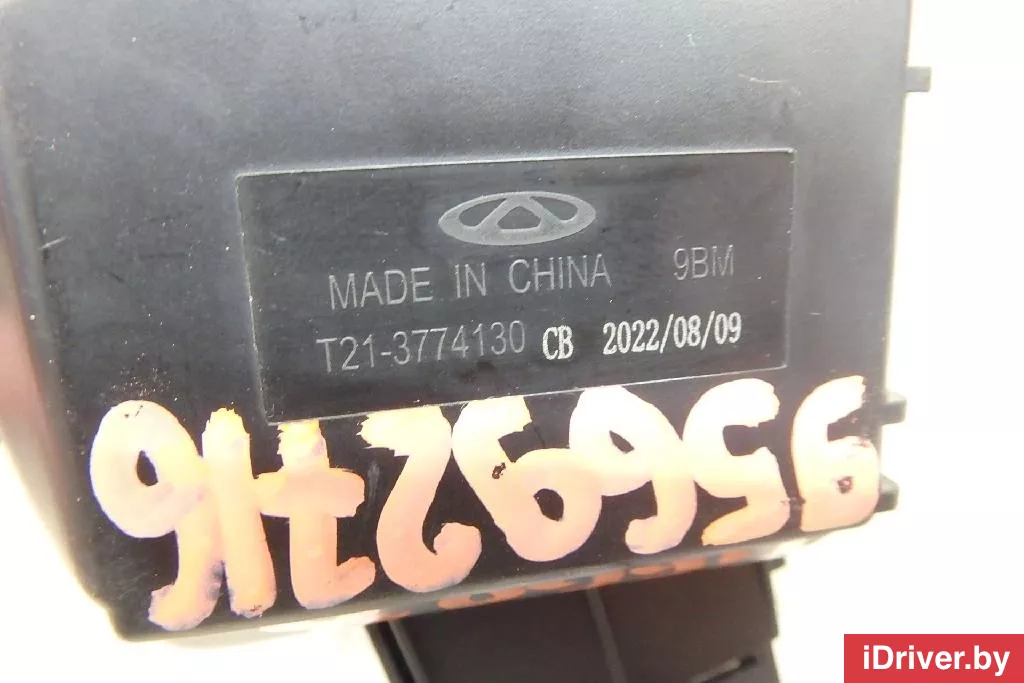 MADE IN CHINA 9BM
T21-3774130 CB 2022/08/09
iDriver.by